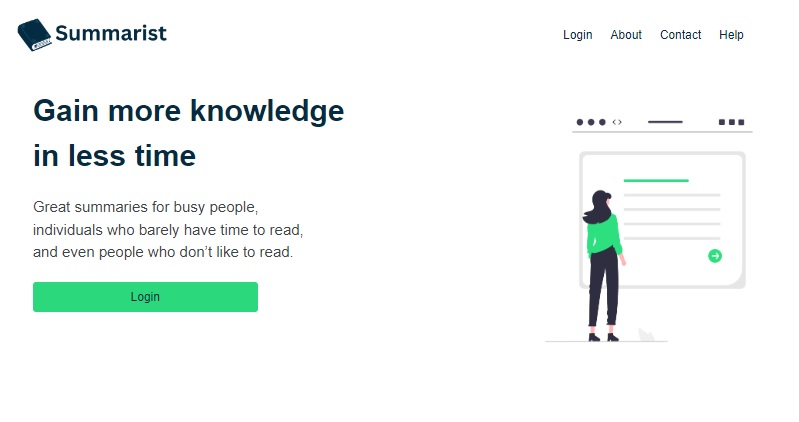 Summarist
Login About Contact Help
Gain more knowledge
in less time
Great summaries for busy people,
individuals who barely have time to read,
and even people who don’t like to read.
Login